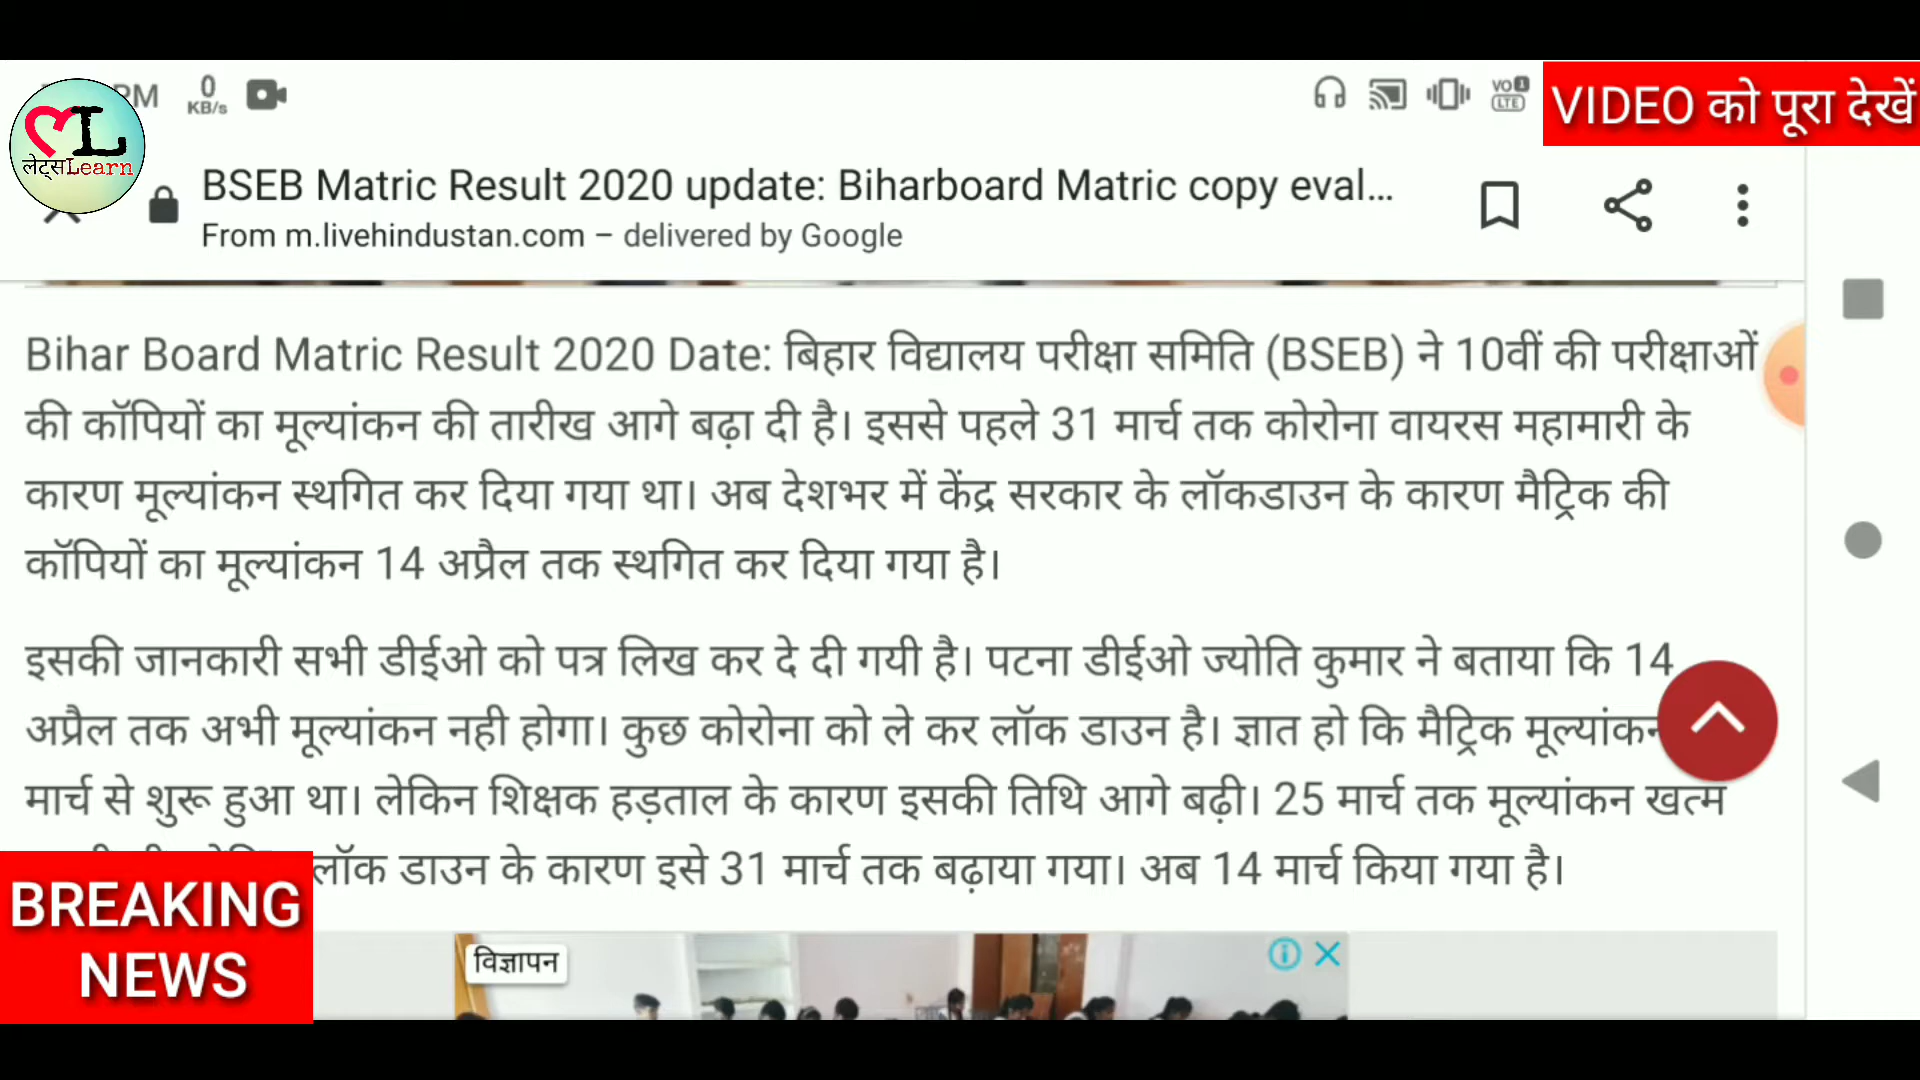 PM
0
KB/s
VO 1
LTE
VIDEO को पूरा देखें
L
लेट्सLearn
BSEB Matric Result 2020 update: Biharboard Matric copy eval...
From m.livehindustan.com – delivered by Google
Bihar Board Matric Result 2020 Date: बिहार विद्यालय परीक्षा समिति (BSEB) ने 10वीं की परीक्षाओं
की कॉपियों का मूल्यांकन की तारीख आगे बढ़ा दी है। इससे पहले 31 मार्च तक कोरोना वायरस महामारी के
कारण मूल्यांकन स्थगित कर दिया गया था। अब देशभर में केंद्र सरकार के लॉकडाउन के कारण मैट्रिक की
कॉपियों का मूल्यांकन 14 अप्रैल तक स्थगित कर दिया गया है।
इसकी जानकारी सभी डीईओ को पत्र लिख कर दे दी गयी है। पटना डीईओ ज्योति कुमार ने बताया कि 14
अप्रैल तक अभी मूल्यांकन नही होगा। कुछ कोरोना को ले कर लॉक डाउन है। ज्ञात हो कि मैट्रिक मूल्यांकन
मार्च से शुरू हुआ था। लेकिन शिक्षक हड़ताल के कारण इसकी तिथि आगे बढ़ी। 25 मार्च तक मूल्यांकन खत्म
लॉक डाउन के कारण इसे 31 मार्च तक बढ़ाया गया। अब 14 मार्च किया गया है।
BREAKING
NEWS
विज्ञापन